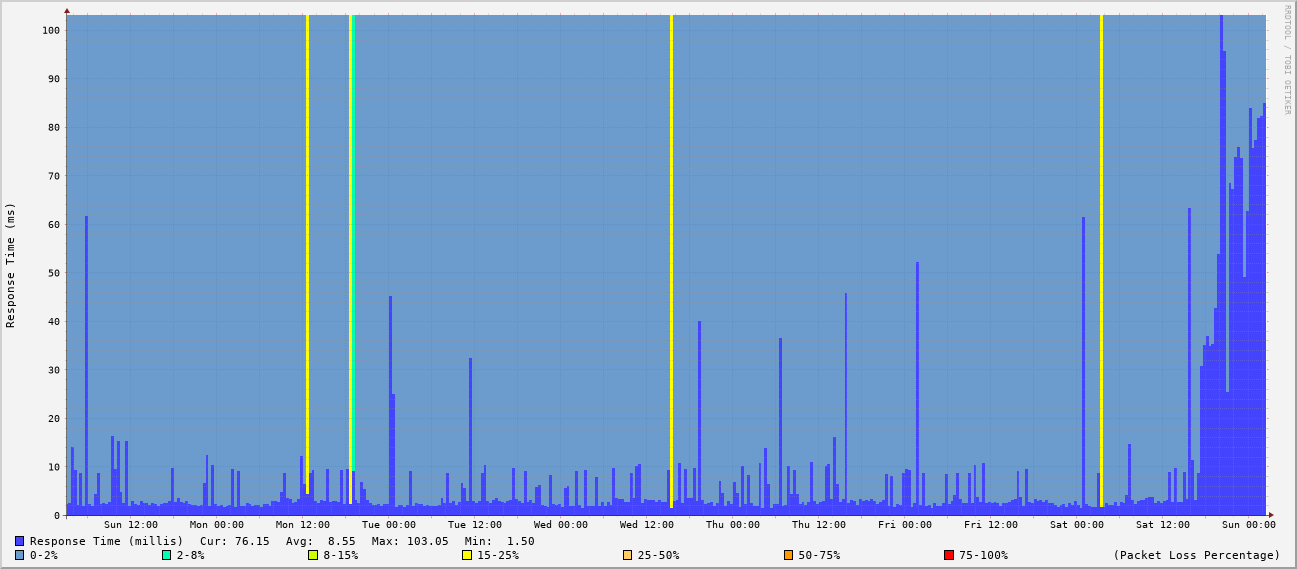 RRDTOOL / TOBI OETIKER
Response Time (ms)
100
90
80
70
60
50
40
30
20
10
0
Sun 12:00 Mon 00:00 Mon 12:00 Tue 00:00 Tue 12:00 Wed 00:00 Wed 12:00 Thu 00:00 Thu 12:00 Fri 00:00 Fri 12:00 Sat 00:00 Sat 12:00 Sun 00:00
Response Time (millis) Cur: 76.15 Avg: 8.55 Max: 103.05 Min: 1.50
0-2% 2-8% 8-15% 15-25% 25-50% 50-75% 75-100% (Packet Loss Percentage)